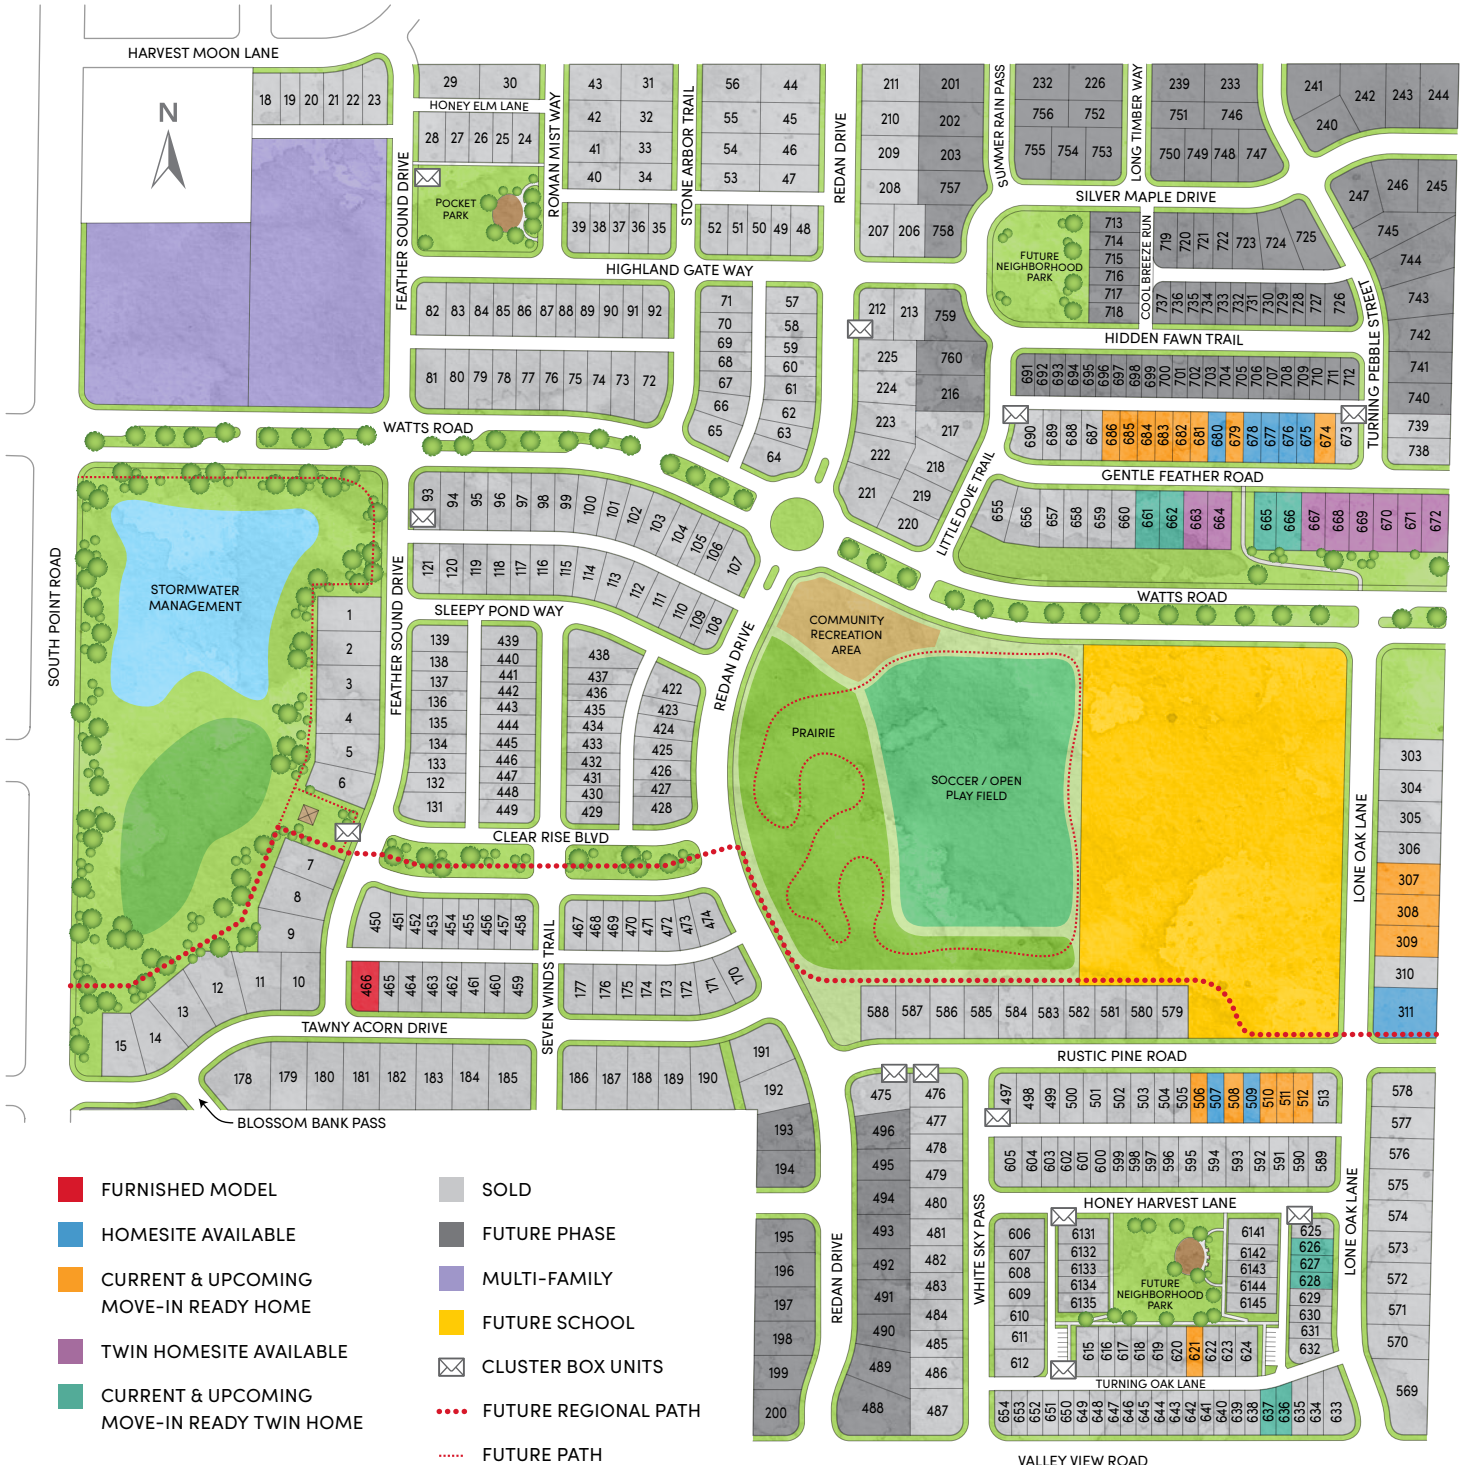 HARVEST MOON LANE
N
18 19 20 21 22 23
29 30
HONEY ELM LANE
28 27 26 25 24
POCKET
PARK
FEATHER SOUND DRIVE
ROMAN MIST WAY
43 31
42 32
41 33
40 34
39 38 37 36 35
STONE ARBOR TRAIL
56 44
55 45
54 46
53 47
52 51 50 49 48
REDAN DRIVE
211 201
210 202
209 203
208 757
207 206 758
SUMMER RAIN PASS
232 226
756 752
755 754 753
LONG TIMBER WAY
239 233
751 746
750 749 748 747
241 242 243 244
240
SILVER MAPLE DRIVE
247 246 245
745
744
743
742
741
740
739
738
FUTURE
NEIGHBORHOOD
PARK
713
714
715
716
717
718
COOL BREEZE RUN
719 720 721 722 723 724 725
737 736 735 734 733 732 731 730 729 728 727 726
TURNING PEBBLE STREET
HIDDEN FAWN TRAIL
691 692 693 694 695 696 697 698 699 700 701 702 703 704 705 706 707 708 709 710 711 712
690 689 688 687 686 685 684 683 682 681 680 679 678 677 676 675 674 673
GENTLE FEATHER ROAD
655 656 657 658 659 660 661 662 663 664 665 666 667 668 669 670 671 672
LITTLE DOVE TRAIL
WATTS ROAD
HIGHLAND GATE WAY
82 83 84 85 86 87 88 89 90 91 92
81 80 79 78 77 76 75 74 73 72
71
70
69
68
67
66
65
57
58
59
60
61
62
63
64
212 213 759
225 760
224 216
223 217
222 218
221 219
220
WATTS ROAD
93 94 95 96 97 98 99 100 101 102 103 104 105 106 107
121 120 119 118 117 116 115 114 113 112 111 110 109 108
SLEEPY POND WAY
SOUTH POINT ROAD
STORMWATER
MANAGEMENT
FEATHER SOUND DRIVE
1
2
3
4
5
6
7
8
9
10
11
12
13
14
15
139
138
137
136
135
134
133
132
131
439
440
441
442
443
444
445
446
447
448
449
438
437
436
435
434
433
432
431
430
429
422
423
424
425
426
427
428
REDAN DRIVE
COMMUNITY
RECREATION
AREA
PRAIRIE
SOCCER / OPEN
PLAY FIELD
LONE OAK LANE
303
304
305
306
307
308
309
310
311
CLEAR RISE BLVD
450 451 452 453 454 455 456 457 458
466 465 464 463 462 461 460 459
SEVEN WINDS TRAIL
467 468 469 470 471 472 473 474
177 176 175 174 173 172 171 170
TAWNY ACORN DRIVE
178 179 180 181 182 183 184 185
186 187 188 189 190
191
192
193
194
195
196
197
198
199
200
BLOSSOM BANK PASS
588 587 586 585 584 583 582 581 580 579
RUSTIC PINE ROAD
REDAN DRIVE
475 476
496 477
478
495 479
494 480
493 481
492 482
483
491 484
490 485
489 486
488 487
WHITE SKY PASS
497 498 499 500 501 502 503 504 505 506 507 508 509 510 511 512 513
605 604 603 602 601 600 599 598 597 596 595 594 593 592 591 590 589
HONEY HARVEST LANE
606
607
608
609
610
611
612
6131
6132
6133
6134
6135
FUTURE
NEIGHBORHOOD
PARK
6141
6142
6143
6144
6145
625
626
627
628
629
630
631
632
615 616 617 618 619 620 621 622 623 624
TURNING OAK LANE
654 653 652 651 650 649 648 647 646 645 644 643 642 641 640 639 638 637 636 635 634 633
VALLEY VIEW ROAD
LONE OAK LANE
578
577
576
575
574
573
572
571
570
569
FURNISHED MODEL
HOMESITE AVAILABLE
CURRENT & UPCOMING
MOVE-IN READY HOME
TWIN HOMESITE AVAILABLE
CURRENT & UPCOMING
MOVE-IN READY TWIN HOME
SOLD
FUTURE PHASE
MULTI-FAMILY
FUTURE SCHOOL
CLUSTER BOX UNITS
FUTURE REGIONAL PATH
FUTURE PATH